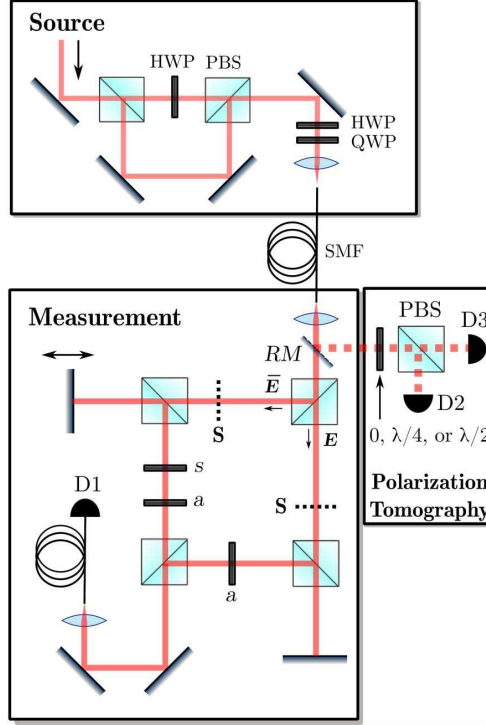 Source
HWP PBS
HWP
QWP
SMF
Measurement
RM
PBS
D3
D2
0, λ/4, or λ/2
Polarization
Tomography
E̅
E
S
S
s
a
D1
a